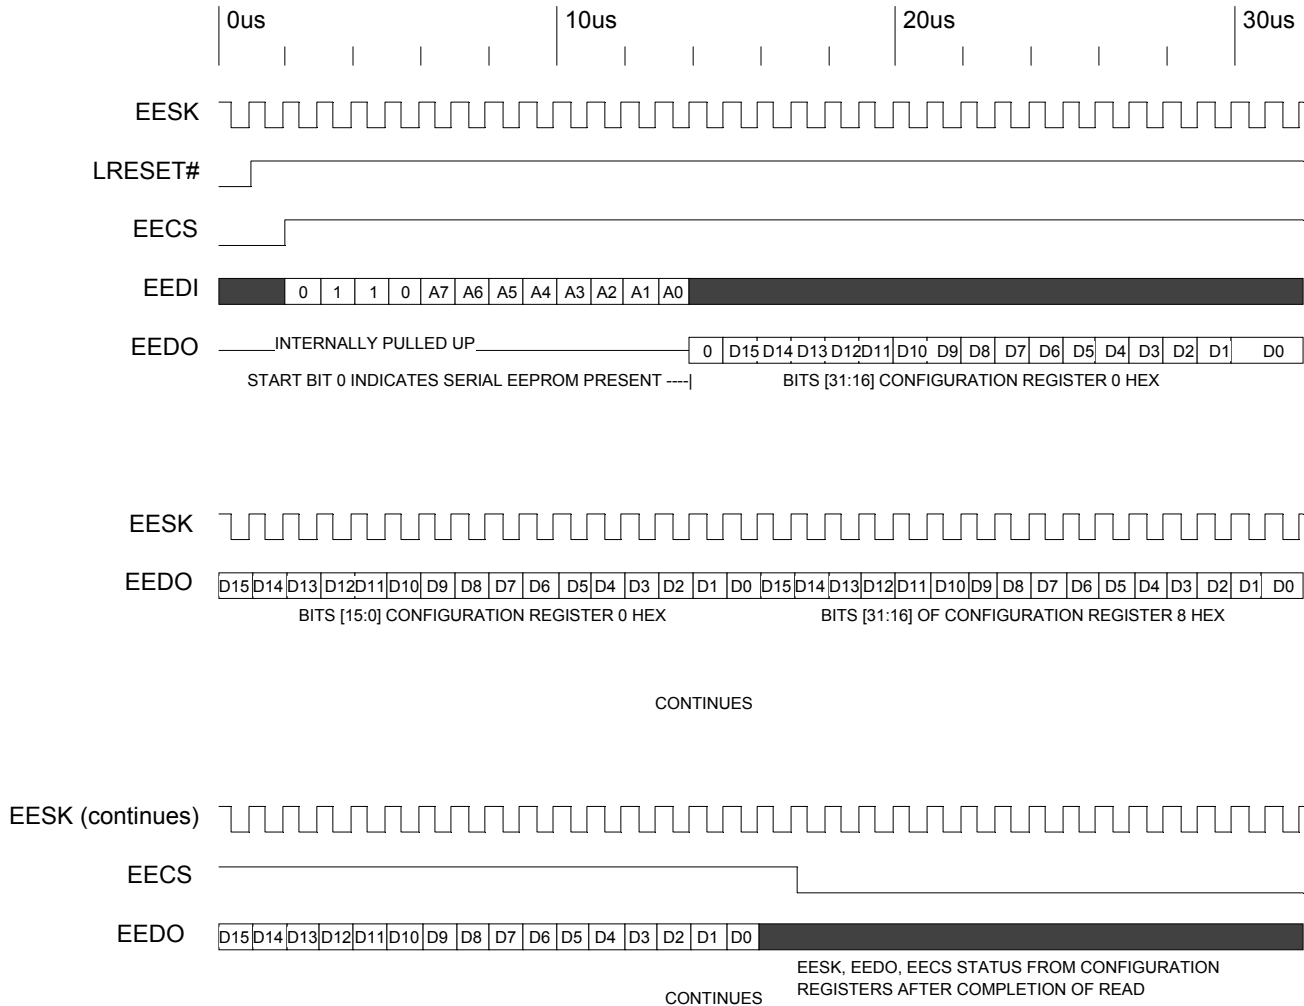 0us 10us 20us 30us
EESK
LRESET#
EECS
EEDI 0 1 1 0 A7 A6 A5 A4 A3 A2 A1 A0
EEDO INTERNALLY PULLED UP 0 D15 D14 D13 D12 D11 D10 D9 D8 D7 D6 D5 D4 D3 D2 D1 D0
START BIT 0 INDICATES SERIAL EEPROM PRESENT ----| BITS [31:16] CONFIGURATION REGISTER 0 HEX
EESK
EEDO D15 D14 D13 D12 D11 D10 D9 D8 D7 D6 D5 D4 D3 D2 D1 D0 D15 D14 D13 D12 D11 D10 D9 D8 D7 D6 D5 D4 D3 D2 D1 D0
BITS [15:0] CONFIGURATION REGISTER 0 HEX BITS [31:16] OF CONFIGURATION REGISTER 8 HEX
CONTINUES
EESK (continues)
EECS
EEDO D15 D14 D13 D12 D11 D10 D9 D8 D7 D6 D5 D4 D3 D2 D1 D0
EESK, EEDO, EECS STATUS FROM CONFIGURATION
REGISTERS AFTER COMPLETION OF READ
CONTINUES